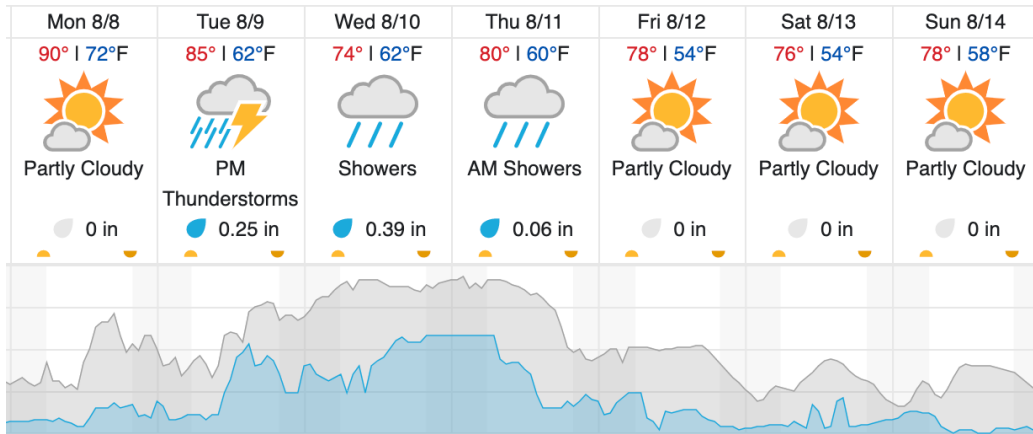 Mon 8/8 Tue 8/9 Wed 8/10 Thu 8/11 Fri 8/12 Sat 8/13 Sun 8/14
90° | 72°F 85° | 62°F 74° | 62°F 80° | 60°F 78° | 54°F 76° | 54°F 78° | 58°F
Partly Cloudy PM Showers AM Showers Partly Cloudy Partly Cloudy Partly Cloudy
Thunderstorms
0 in 0.25 in 0.39 in 0.06 in 0 in 0 in 0 in